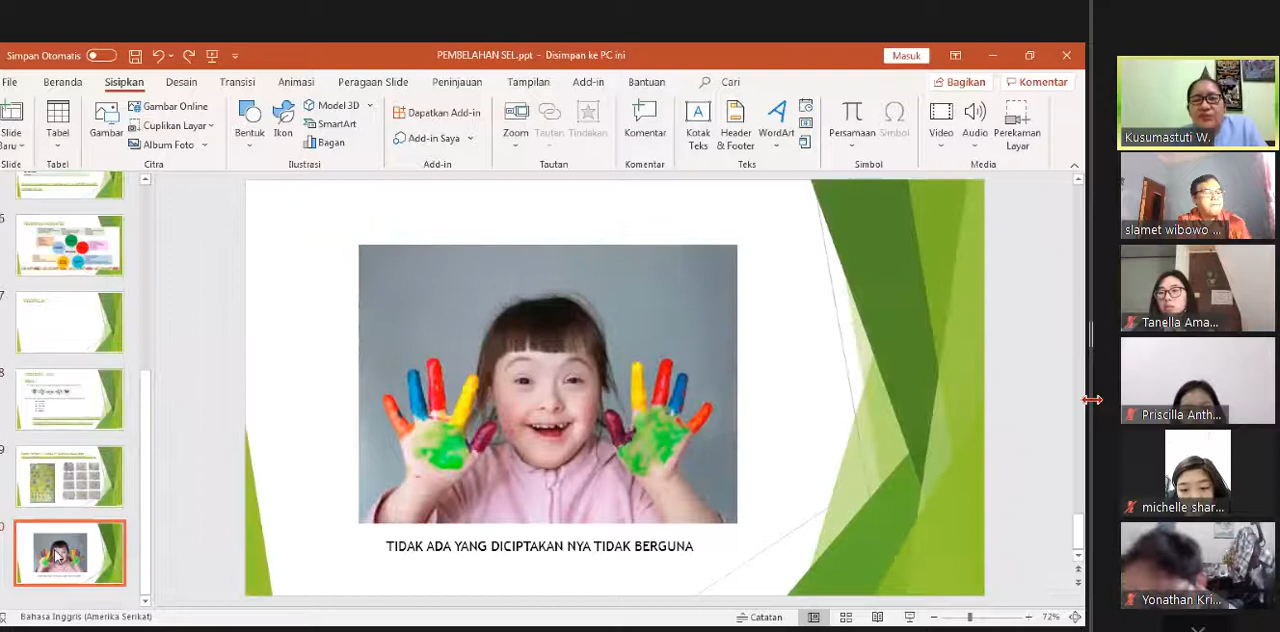 Simpan Otomatis
PEMBELAHAN SEL.ppt - Disimpan ke PC ini
Masuk
File Beranda Sisipkan Desain Transisi Animasi Peragaan Slide Peninjauan Tampilan Add-in Bantuan Cari
Bagikan Komentar
Slide
Baru
Slide
Tabel
Tabel
Gambar
Gambar Online
Cuplikan Layar
Album Foto
Citra
Bentuk
Ikon
Model 3D
SmartArt
Bagan
Ilustrasi
Dapatkan Add-in
Add-in Saya
Add-in
Zoom
Tautan
Tindakan
Tautan
Komentar
Komentar
Kotak
Teks
Header
& Footer
WordArt
Teks
Persamaan
Simbol
Simbol
Video
Audio
Perekaman
Layar
Media
6
7
8
9
0
TIDAK ADA YANG DICIPTAKAN NYA TIDAK BERGUNA
Bahasa Inggris (Amerika Serikat)
Catatan
72%
Kusumastuti W.
slamet wibowo ...
Tanella Ama...
Priscilla Anth...
michelle shar...
Yonathan Kri...